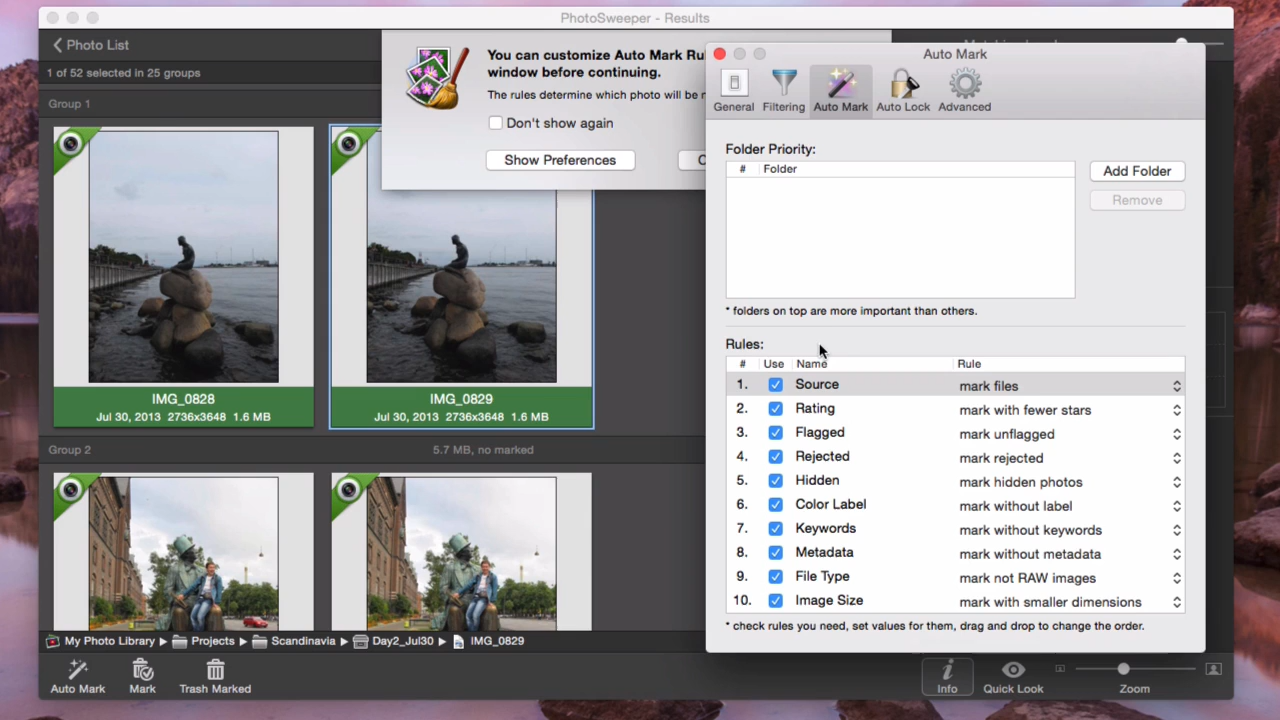 PhotoSweeper - Results
Photo List
1 of 52 selected in 25 groups
Group 1
IMG_0828
Jul 30, 2013 2736x3648 1.6 MB
IMG_0829
Jul 30, 2013 2736x3648 1.6 MB
Group 2
5.7 MB, no marked
My Photo Library
Projects
Scandinavia
Day2_Jul30
IMG_0829
Auto Mark
Mark
Trash Marked
Info
Quick Look
Zoom
You can customize Auto Mark
window before continuing.
The rules determine which photo will be
Don't show again
Show Preferences
Auto Mark
General
Filtering
Auto Mark
Auto Lock
Advanced
Folder Priority:
# Folder
Add Folder
Remove
* folders on top are more important than others.
Rules:
# Use Name Rule
1. Source mark files
2. Rating mark with fewer stars
3. Flagged mark unflagged
4. Rejected mark rejected
5. Hidden mark hidden photos
6. Color Label mark without label
7. Keywords mark without keywords
8. Metadata mark without metadata
9. File Type mark not RAW images
10. Image Size mark with smaller dimensions
* check rules you need, set values for them, drag and drop to change the order.